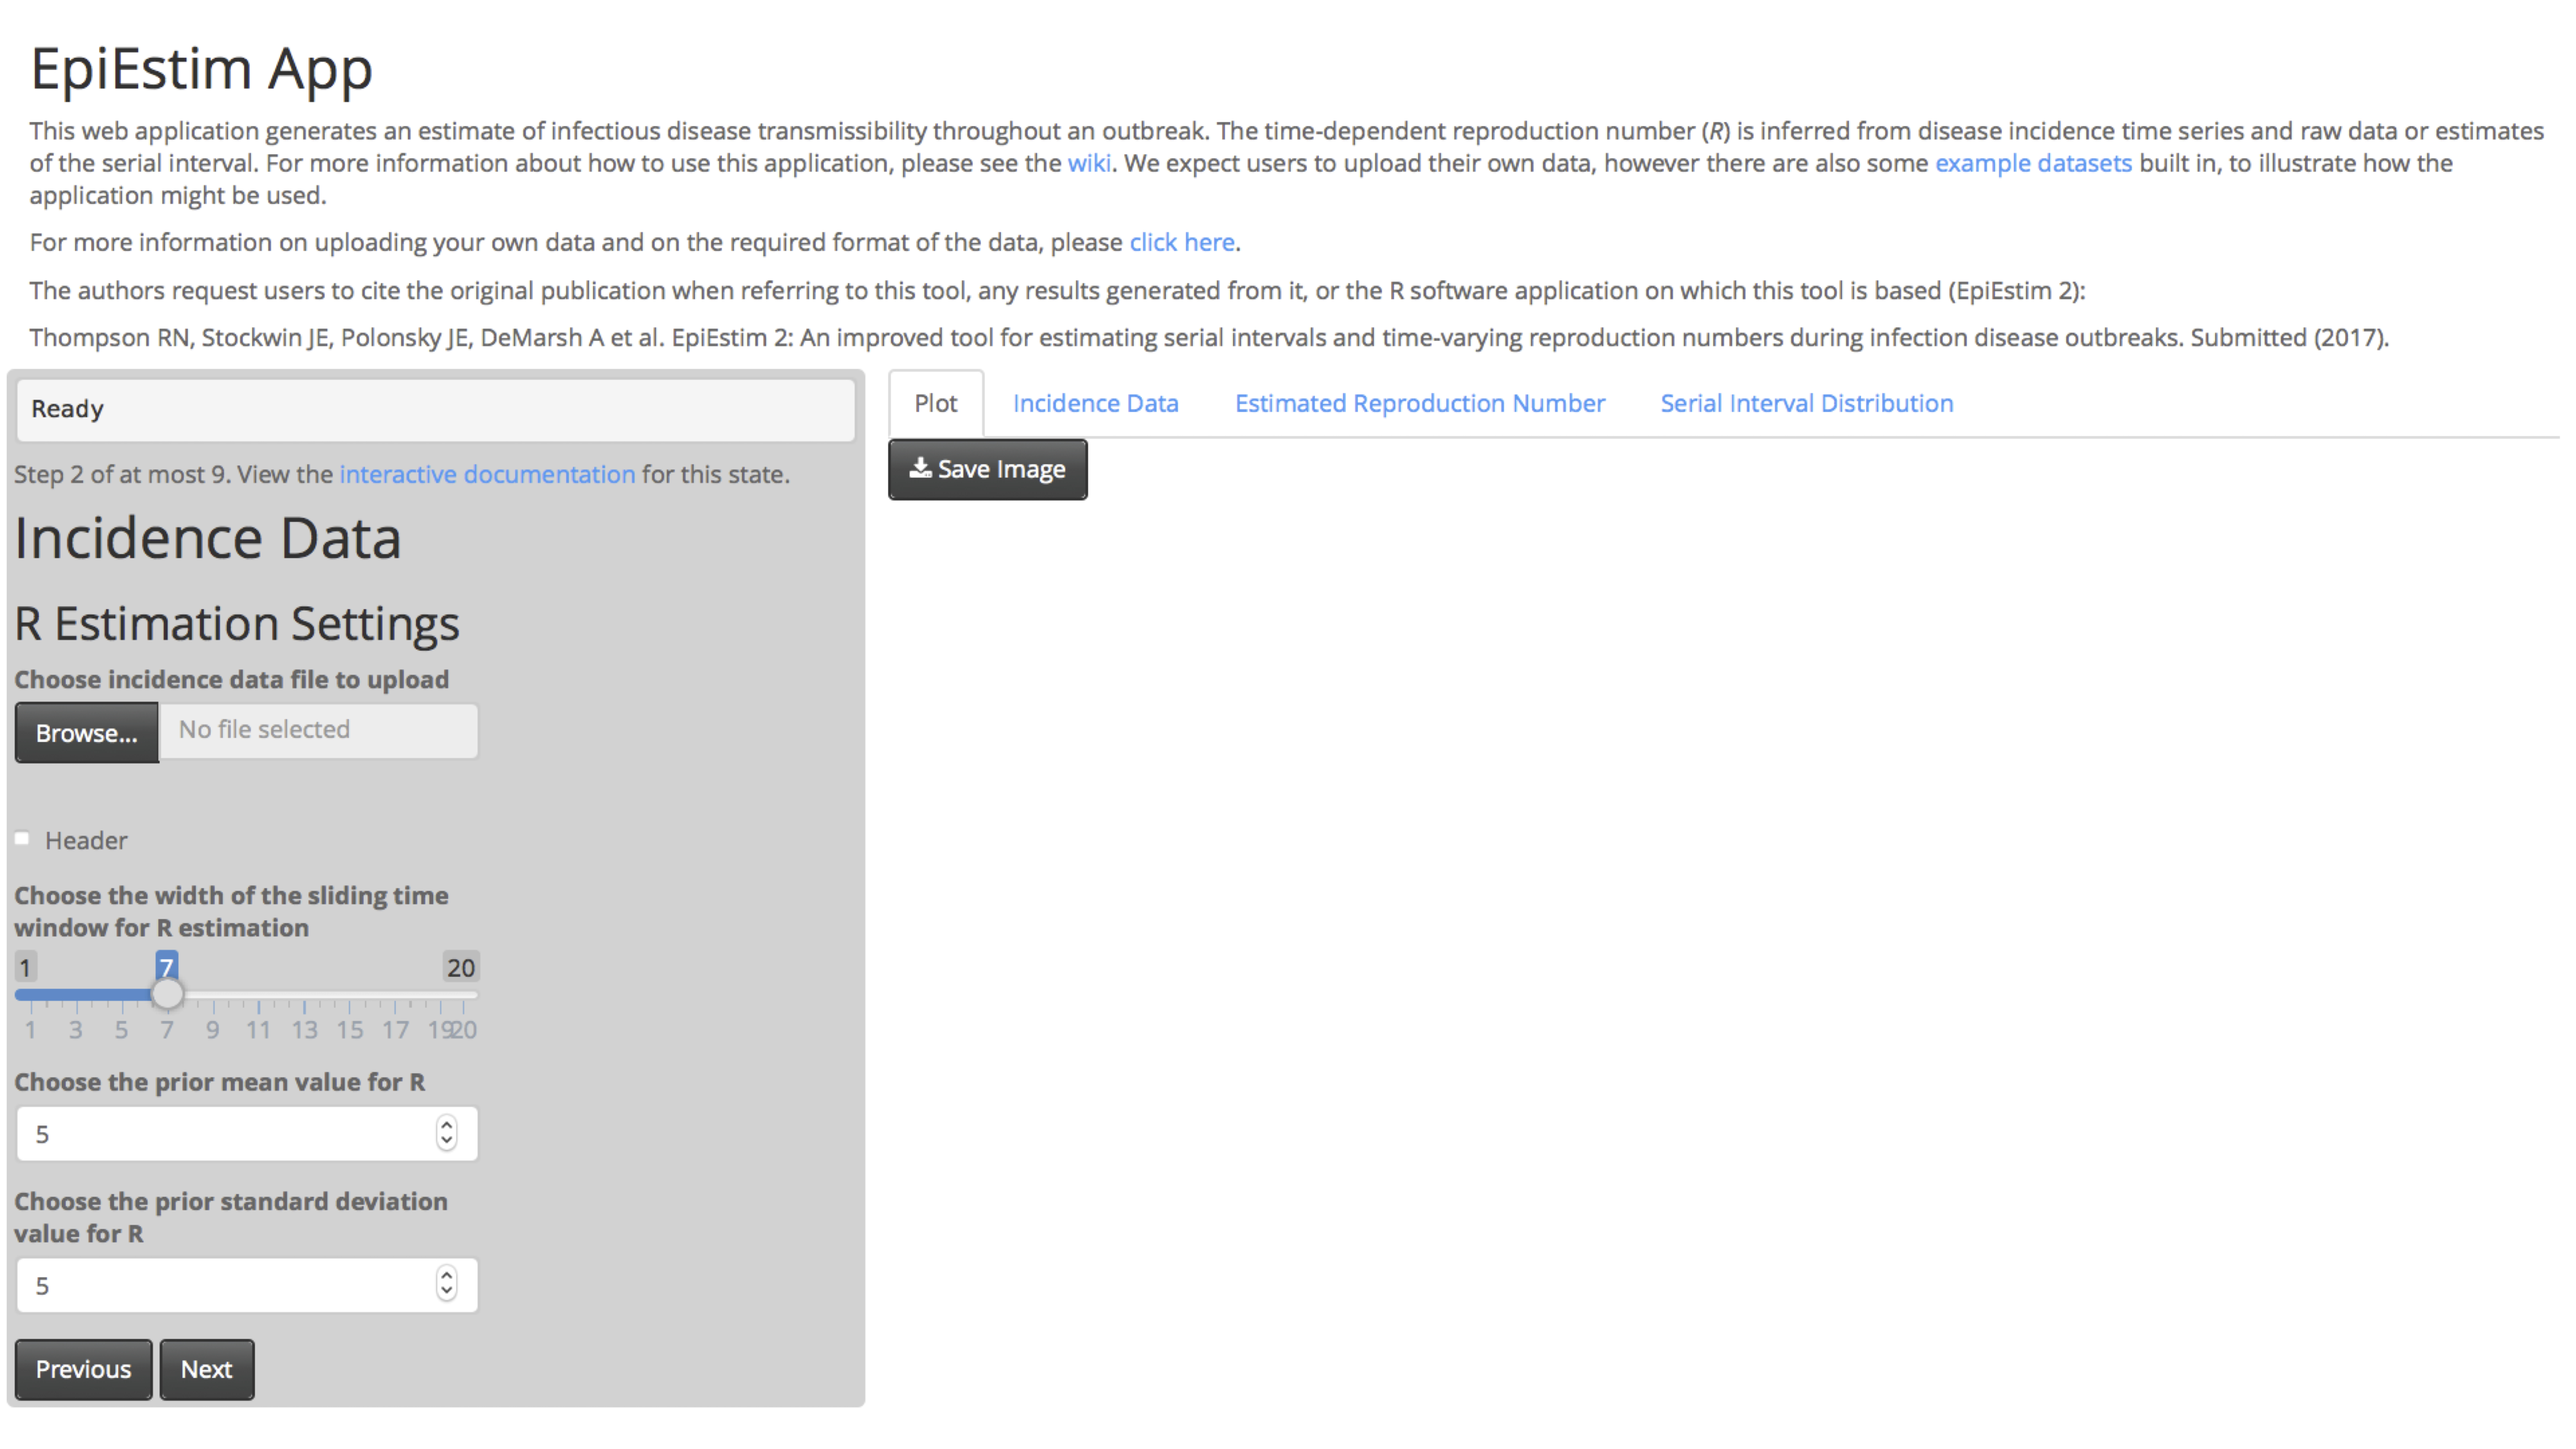 EpiEstim App
This web application generates an estimate of infectious disease transmissibility throughout an outbreak. The time-dependent reproduction number (R) is inferred from disease incidence time series and raw data or estimates
of the serial interval. For more information about how to use this application, please see the wiki. We expect users to upload their own data, however there are also some example datasets built in, to illustrate how the
application might be used.
For more information on uploading your own data and on the required format of the data, please click here.
The authors request users to cite the original publication when referring to this tool, any results generated from it, or the R software application on which this tool is based (EpiEstim 2):
Thompson RN, Stockwin JE, Polonsky JE, DeMarsh A et al. EpiEstim 2: An improved tool for estimating serial intervals and time-varying reproduction numbers during infection disease outbreaks. Submitted (2017).
Ready
Step 2 of at most 9. View the interactive documentation for this state.
Incidence Data
R Estimation Settings
Choose incidence data file to upload
Browse... No file selected
Header
Choose the width of the sliding time
window for R estimation
1 7 20
1 3 5 7 9 11 13 15 17 19 20
Choose the prior mean value for R
5
Choose the prior standard deviation
value for R
5
Previous Next
Plot Incidence Data Estimated Reproduction Number Serial Interval Distribution
Save Image